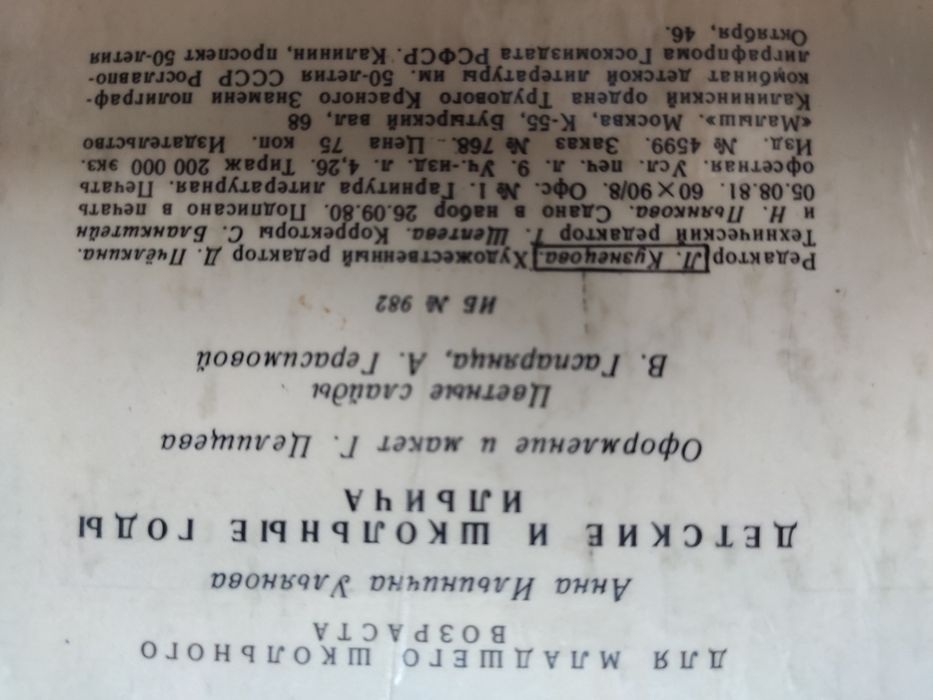 ДЛЯ МЛАДШЕГО ШКОЛЬНОГО
ВОЗРАСТА
Анна Ильинична Ульянова
ДЕТСКИЕ И ШКОЛЬНЫЕ ГОДЫ
ИЛЬИЧА
Оформление и макет Г. Целищева
Цветные слайды
В. Гаспарянца, А. Герасимовой
ИБ № 982
Редактор Л. Кузнецова. Художественный редактор Д. Пчёлкина.
Технический редактор Т. Щептева. Корректоры С. Бланкштейн
и Н. Пьянкова. Сдано в набор 26.09.80. Подписано в печать
05.08.81. 60×90/8. Офс. № 1. Гарнитура литературная. Печать
офсетная. Усл. печ. л. 9. Уч.-изд. л. 4,26. Тираж 200 000 экз.
Изд. № 4599. Заказ № 768. Цена 75 коп. Издательство
«Малыш». Москва, К-55, Бутырский вал, 68
Калининский ордена Трудового Красного Знамени полиграф-
комбинат детской литературы им. 50-летия СССР Росглавпо-
лиграфпрома Госкомиздата РСФСР. Калинин, проспект 50-летия
Октября, 46.